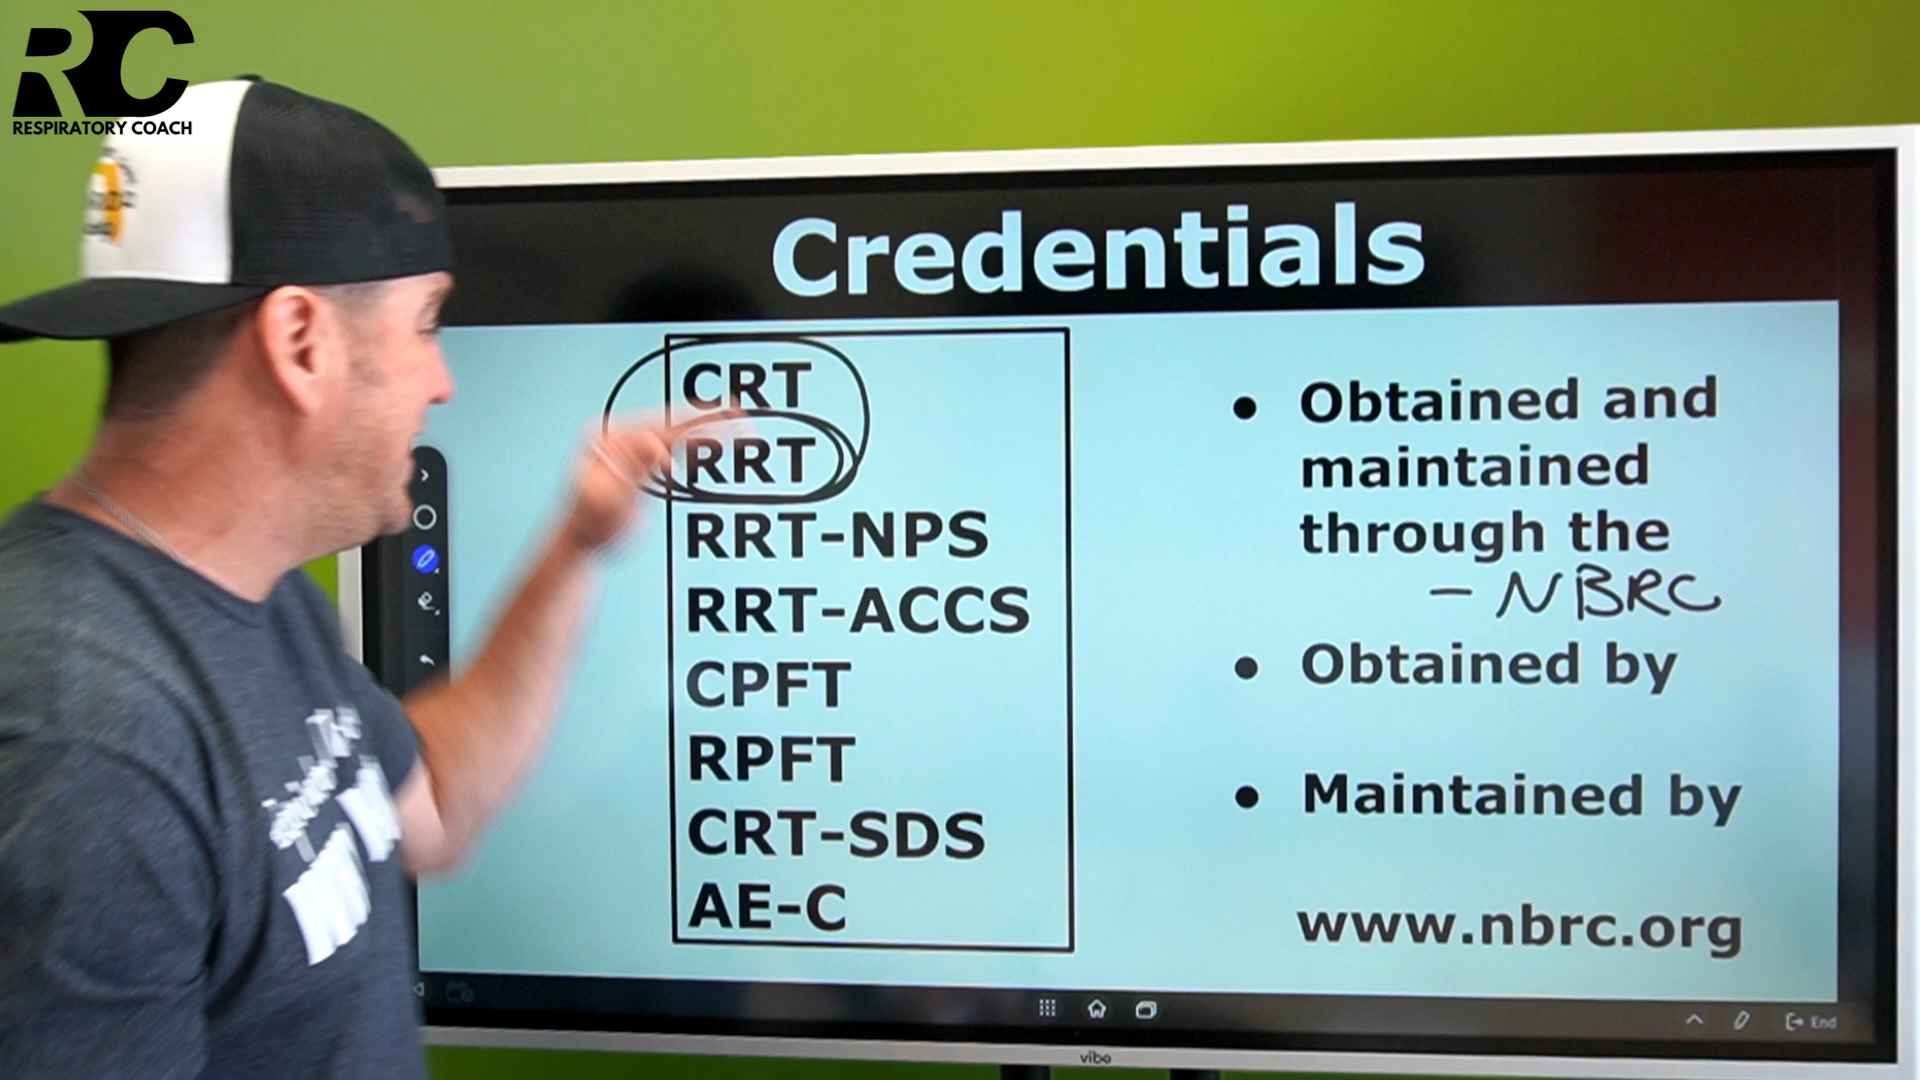 RC
RESPIRATORY COACH
Credentials
CRT
RRT
RRT-NPS
RRT-ACCS
CPFT
RPFT
CRT-SDS
AE-C
• Obtained and
maintained
through the
- NBRC
• Obtained by
• Maintained by
www.nbrc.org
End
vibo